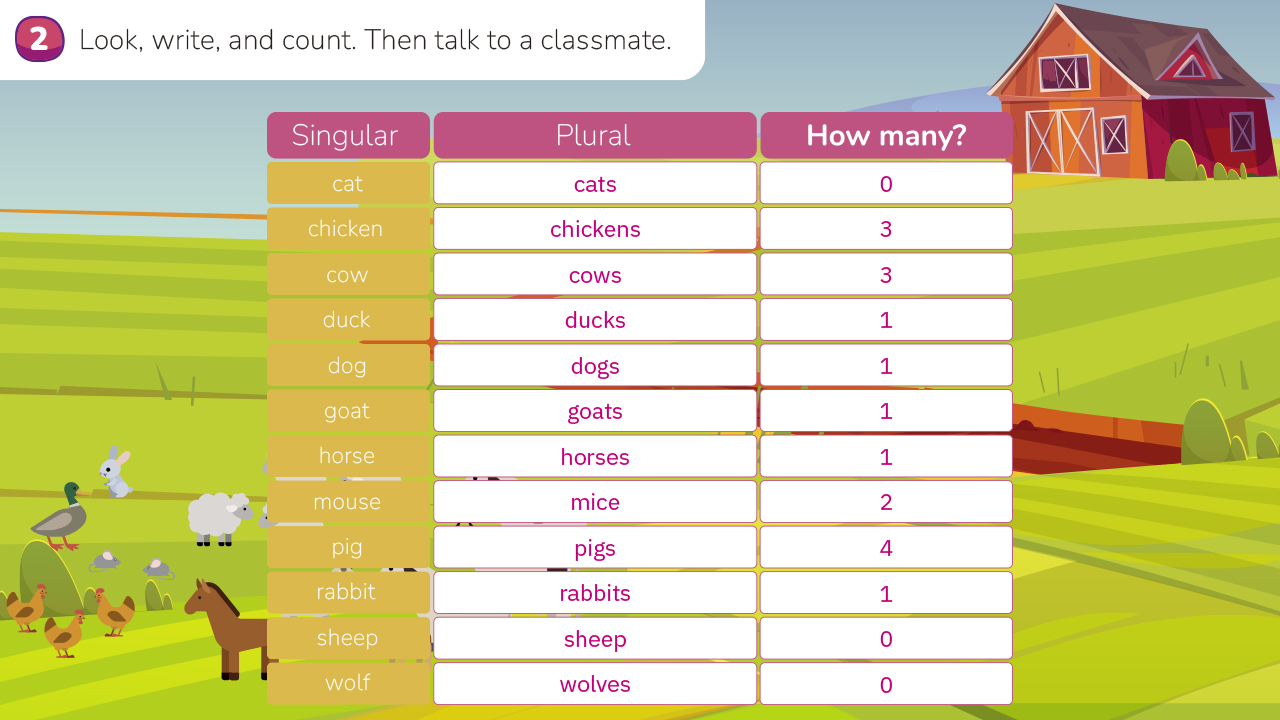 2 Look, write, and count. Then talk to a classmate.
Singular Plural How many?
cat cats 0
chicken chickens 3
cow cows 3
duck ducks 1
dog dogs 1
goat goats 1
horse horses 1
mouse mice 2
pig pigs 4
rabbit rabbits 1
sheep sheep 0
wolf wolves 0